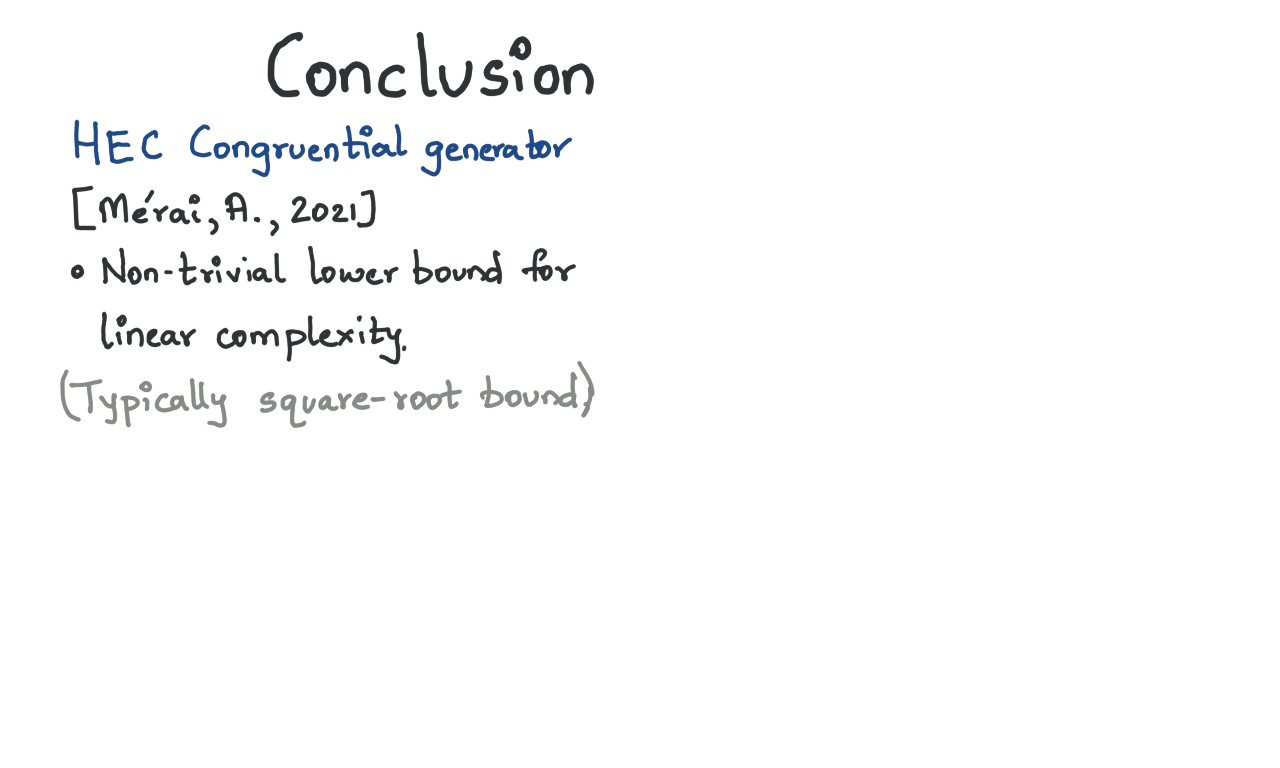 Conclusion
HEC Congruential generator
[Mérai, A., 2021]
• Non-trivial lower bound for
linear complexity.
(Typically square-root bound)